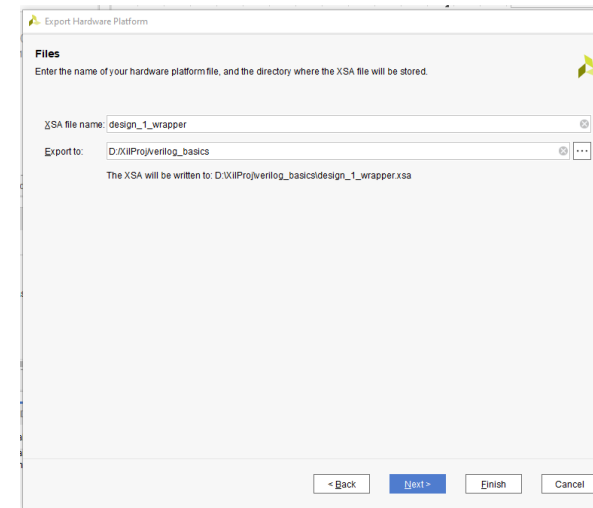 Export Hardware Platform
Files
Enter the name of your hardware platform file, and the directory where the XSA file will be stored.
XSA file name: design_1_wrapper
Export to: D:/XilProj/verilog_basics
The XSA will be written to: D:\XilProj\verilog_basics\design_1_wrapper.xsa
< Back Next > Finish Cancel